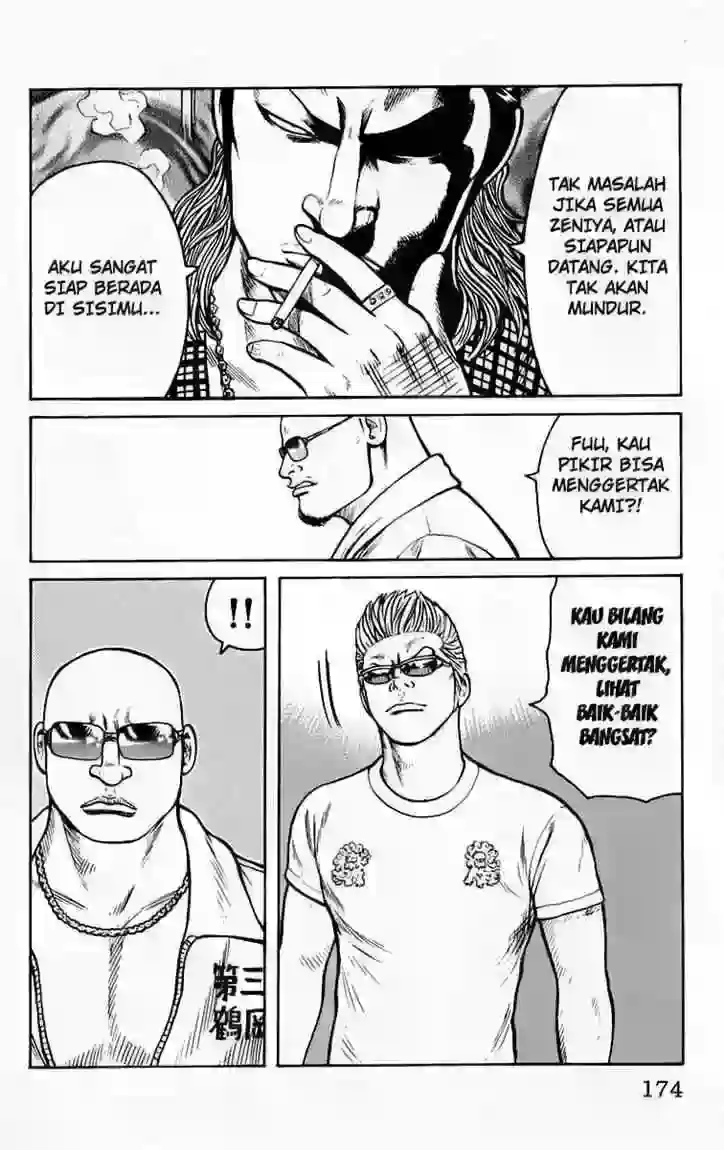 TAK MASALAH
JIKA SEMUA
ZENIYA, ATAU
SIAPAPUN
DATANG. KITA
TAK AKAN
MUNDUR.
AKU SANGAT
SIAP BERADA
DI SISIMU...
FUU, KAU
PIKIR BISA
MENGGERTAK
KAMI?!
KAU BILANG
KAMI
MENGGERTAK,
LIHAT
BAIK-BAIK
BANGSAT?
!!
第三
鶴岡
174